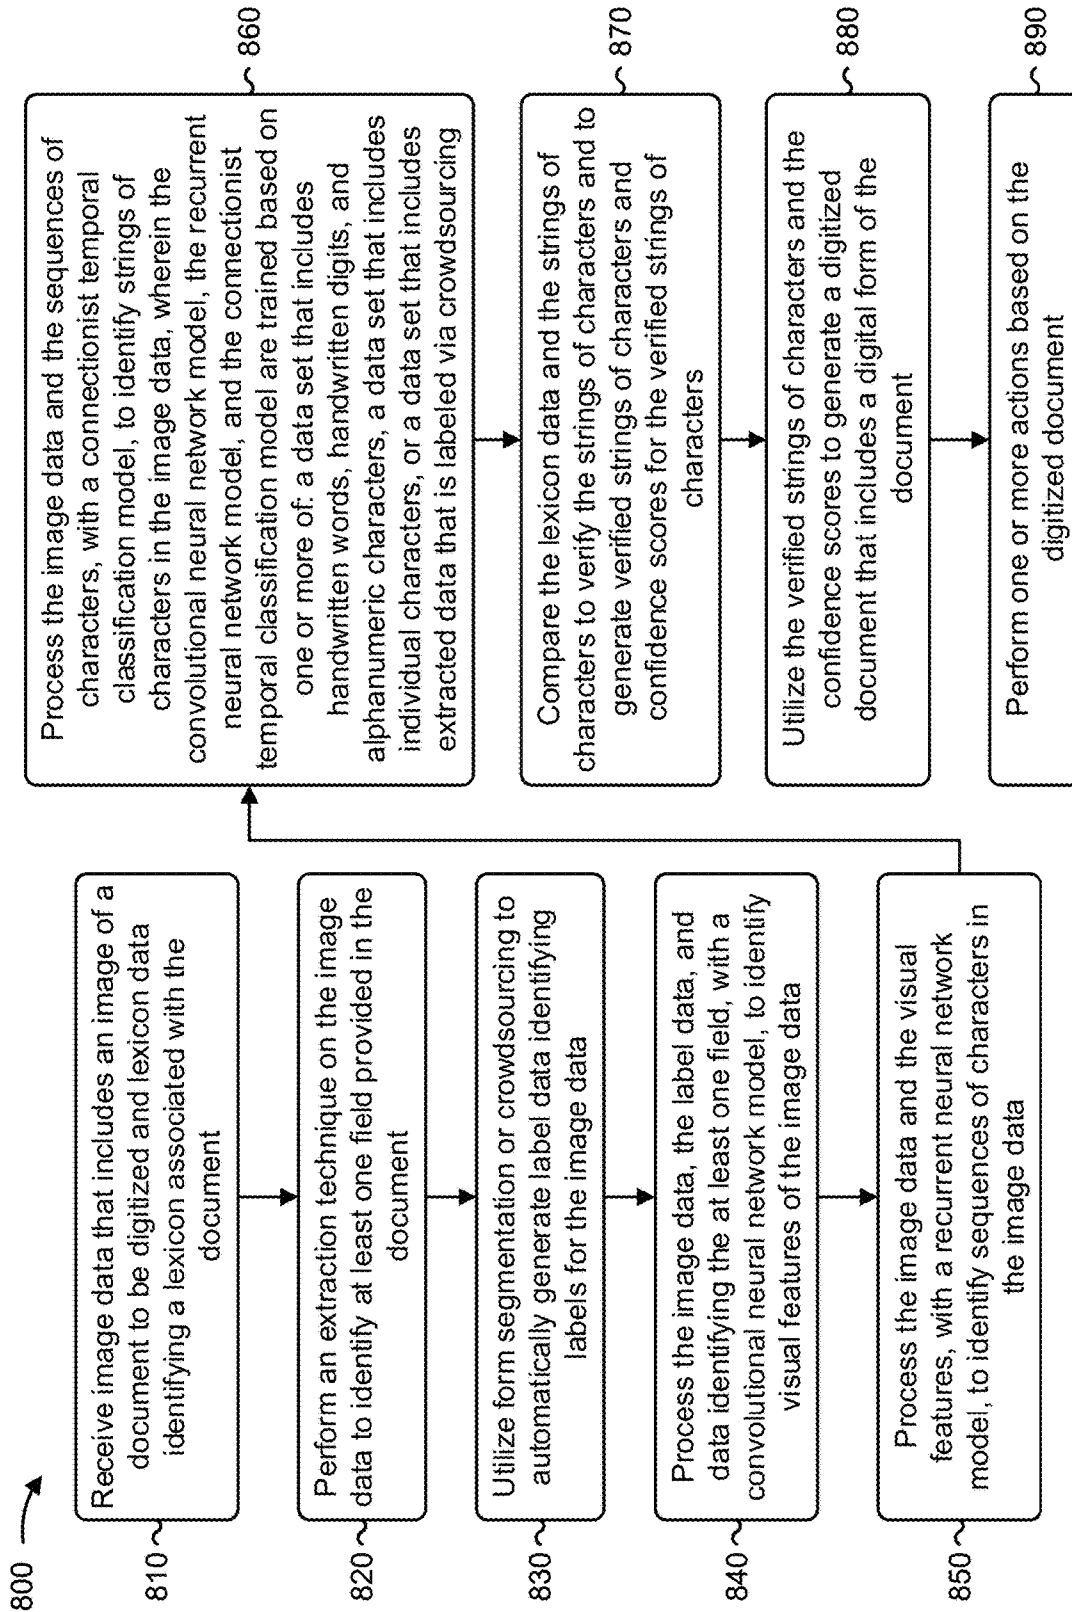 800
810
Receive image data that includes an image of a
document to be digitized and lexicon data
identifying a lexicon associated with the
document
820
Perform an extraction technique on the image
data to identify at least one field provided in the
document
830
Utilize form segmentation or crowdsourcing to
automatically generate label data identifying
labels for the image data
840
Process the image data, the label data, and
data identifying the at least one field, with a
convolutional neural network model, to identify
visual features of the image data
850
Process the image data and the visual
features, with a recurrent neural network
model, to identify sequences of characters in
the image data
860
Process the image data and the sequences of
characters, with a connectionist temporal
classification model, to identify strings of
characters in the image data, wherein the
convolutional neural network model, the recurrent
neural network model, and the connectionist
temporal classification model are trained based on
one or more of: a data set that includes
handwritten words, handwritten digits, and
alphanumeric characters, a data set that includes
individual characters, or a data set that includes
extracted data that is labeled via crowdsourcing
870
Compare the lexicon data and the strings of
characters to verify the strings of characters and to
generate verified strings of characters and
confidence scores for the verified strings of
characters
880
Utilize the verified strings of characters and the
confidence scores to generate a digitized
document that includes a digital form of the
document
890
Perform one or more actions based on the
digitized document